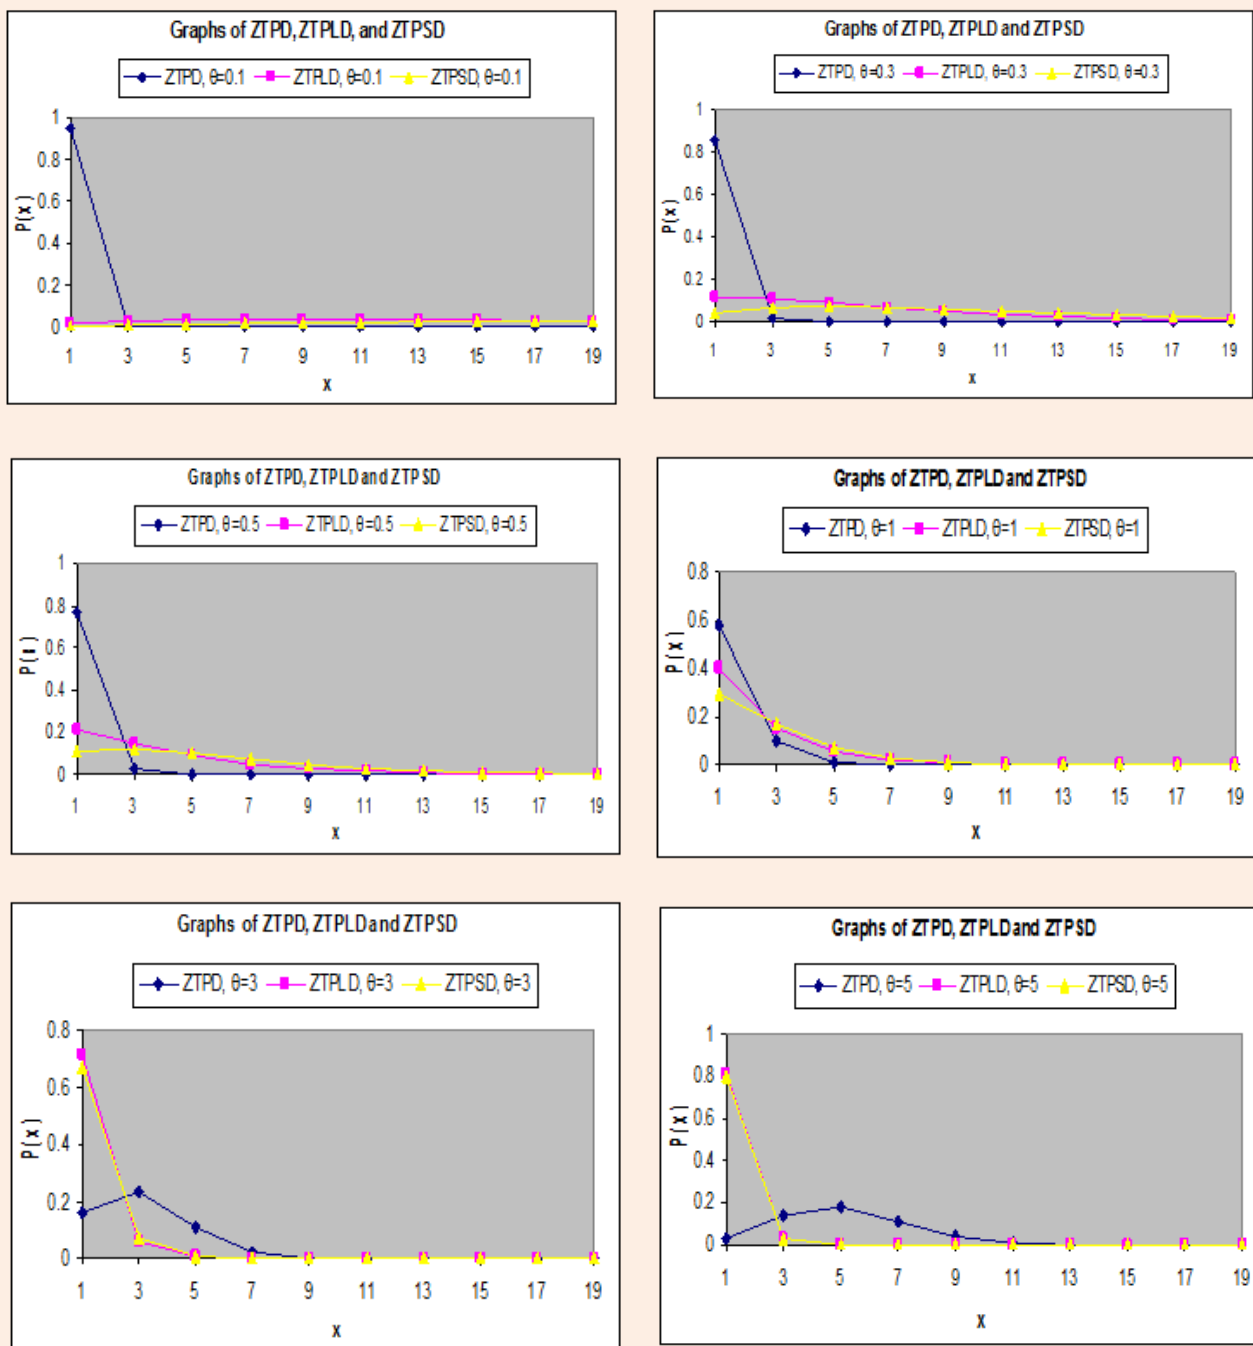 Graphs of ZTPD, ZTPLD, and ZTPSD
ZTPD, θ=0.1 ZTPLD, θ=0.1 ZTPSD, θ=0.1
1
0.8
0.6
0.4
0.2
0
P(x)
1 3 5 7 9 11 13 15 17 19
x
Graphs of ZTPD, ZTPLD and ZTPSD
ZTPD, θ=0.3 ZTPLD, θ=0.3 ZTPSD, θ=0.3
1
0.8
0.6
0.4
0.2
0
P(x)
1 3 5 7 9 11 13 15 17 19
x
Graphs of ZTPD, ZTPLD and ZTPSD
ZTPD, θ=0.5 ZTPLD, θ=0.5 ZTPSD, θ=0.5
1
0.8
0.6
0.4
0.2
0
P(x)
1 3 5 7 9 11 13 15 17 19
x
Graphs of ZTPD, ZTPLD and ZTPSD
ZTPD, θ=1 ZTPLD, θ=1 ZTPSD, θ=1
0.8
0.6
0.4
0.2
0
P(x)
1 3 5 7 9 11 13 15 17 19
x
Graphs of ZTPD, ZTPLD and ZTPSD
ZTPD, θ=3 ZTPLD, θ=3 ZTPSD, θ=3
0.8
0.6
0.4
0.2
0
P(x)
1 3 5 7 9 11 13 15 17 19
x
Graphs of ZTPD, ZTPLD and ZTPSD
ZTPD, θ=5 ZTPLD, θ=5 ZTPSD, θ=5
1
0.8
0.6
0.4
0.2
0
P(x)
1 3 5 7 9 11 13 15 17 19
x